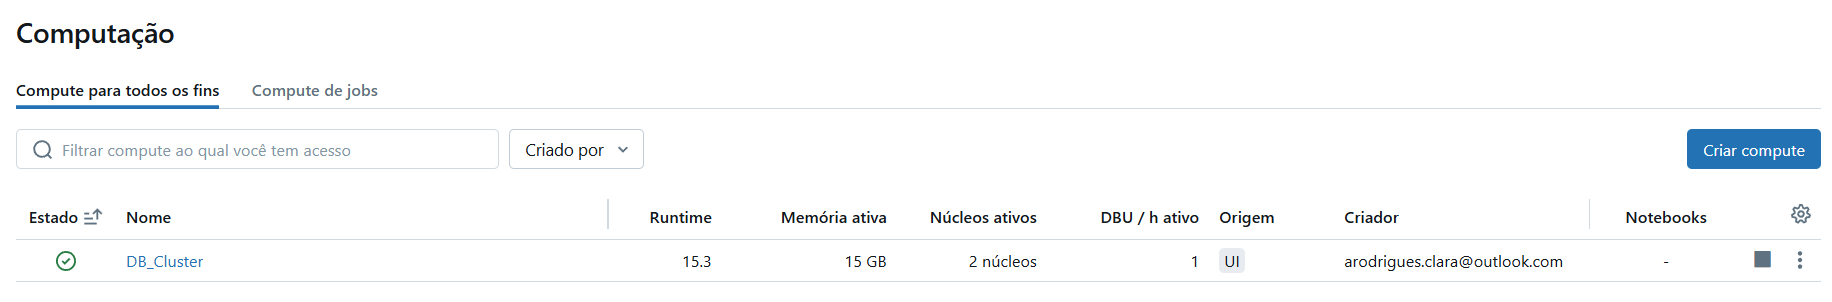 Computação
Compute para todos os fins Compute de jobs
Filtrar compute ao qual você tem acesso Criado por Criar compute
Estado Nome Runtime Memória ativa Núcleos ativos DBU / h ativo Origem Criador Notebooks
DB_Cluster 15.3 15 GB 2 núcleos 1 UI arodrigues.clara@outlook.com -